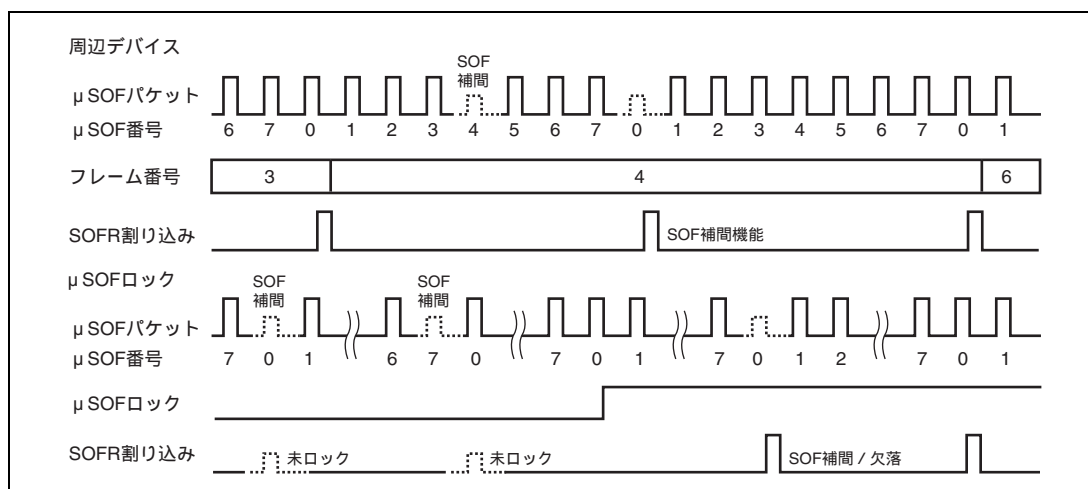 周辺デバイス
SOF
補間
μSOFパケット
μSOF番号 6 7 0 1 2 3 4 5 6 7 0 1 2 3 4 5 6 7 0 1
フレーム番号 3 4 6
SOFR割り込み SOF補間機能
μSOFロック
SOF
補間
SOF
補間
μSOFパケット
μSOF番号 7 0 1 6 7 0 7 0 1 7 0 1 2 7 0 1
μSOFロック
SOFR割り込み 未ロック 未ロック SOF補間 / 欠落